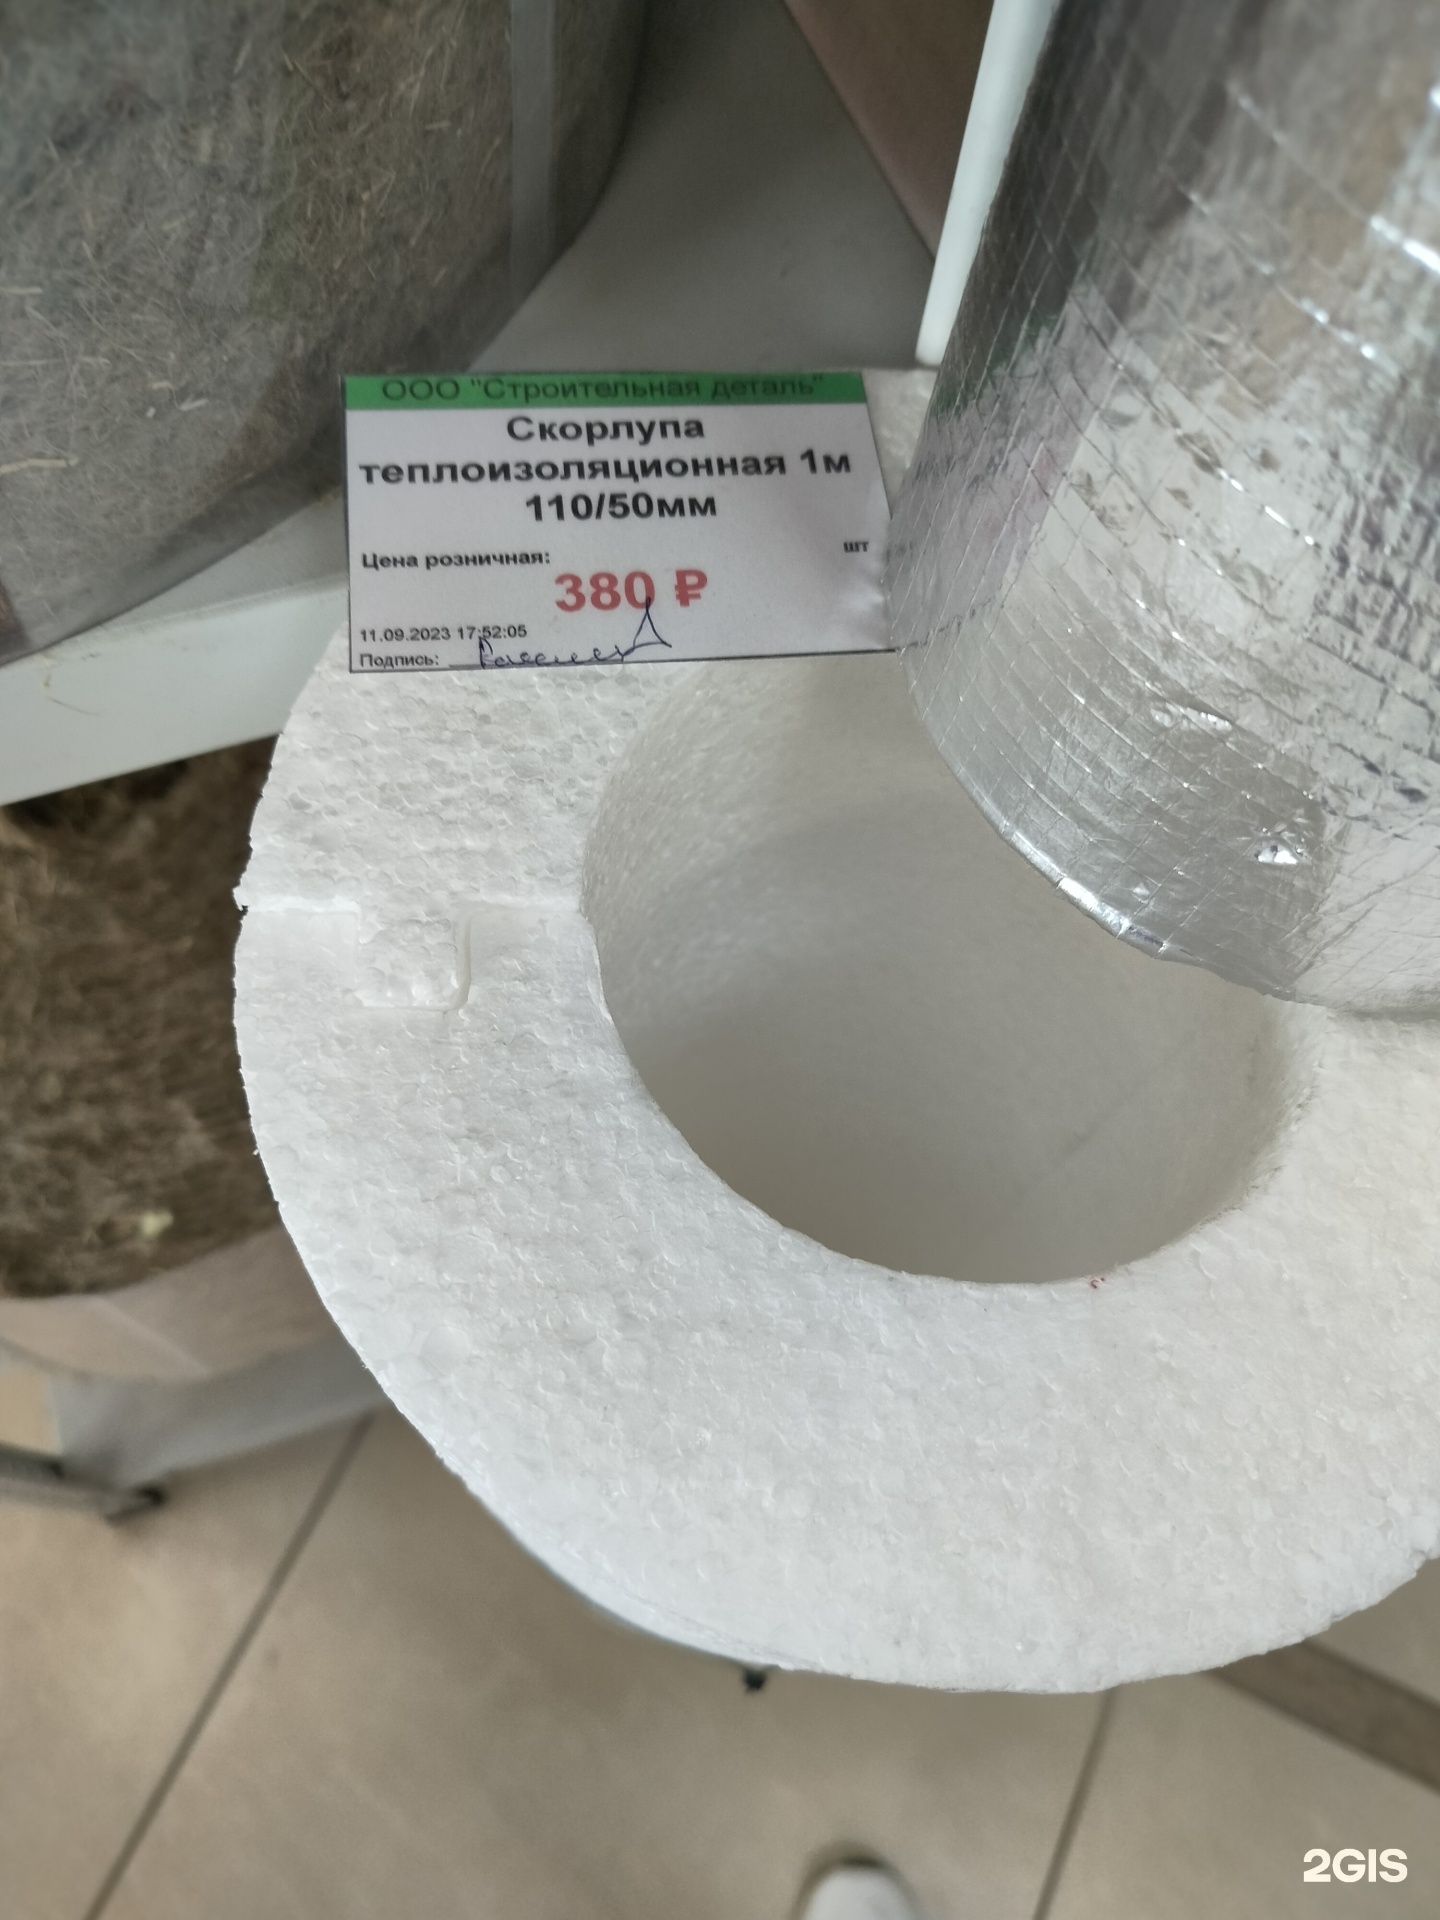 ООО "Строительная деталь"
Скорлупа
теплоизоляционная 1м
110/50мм
шт
Цена розничная:
380 ₽
11.09.2023 17:52:05
Подпись:
2GIS